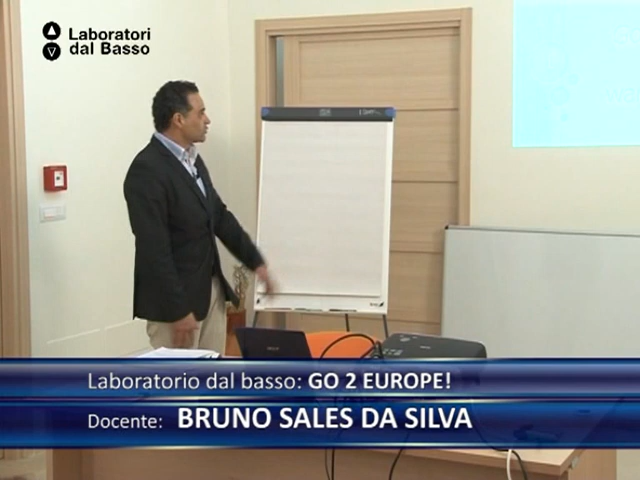 Laboratori
dal Basso
Laboratorio dal basso: GO 2 EUROPE!
Docente: BRUNO SALES DA SILVA